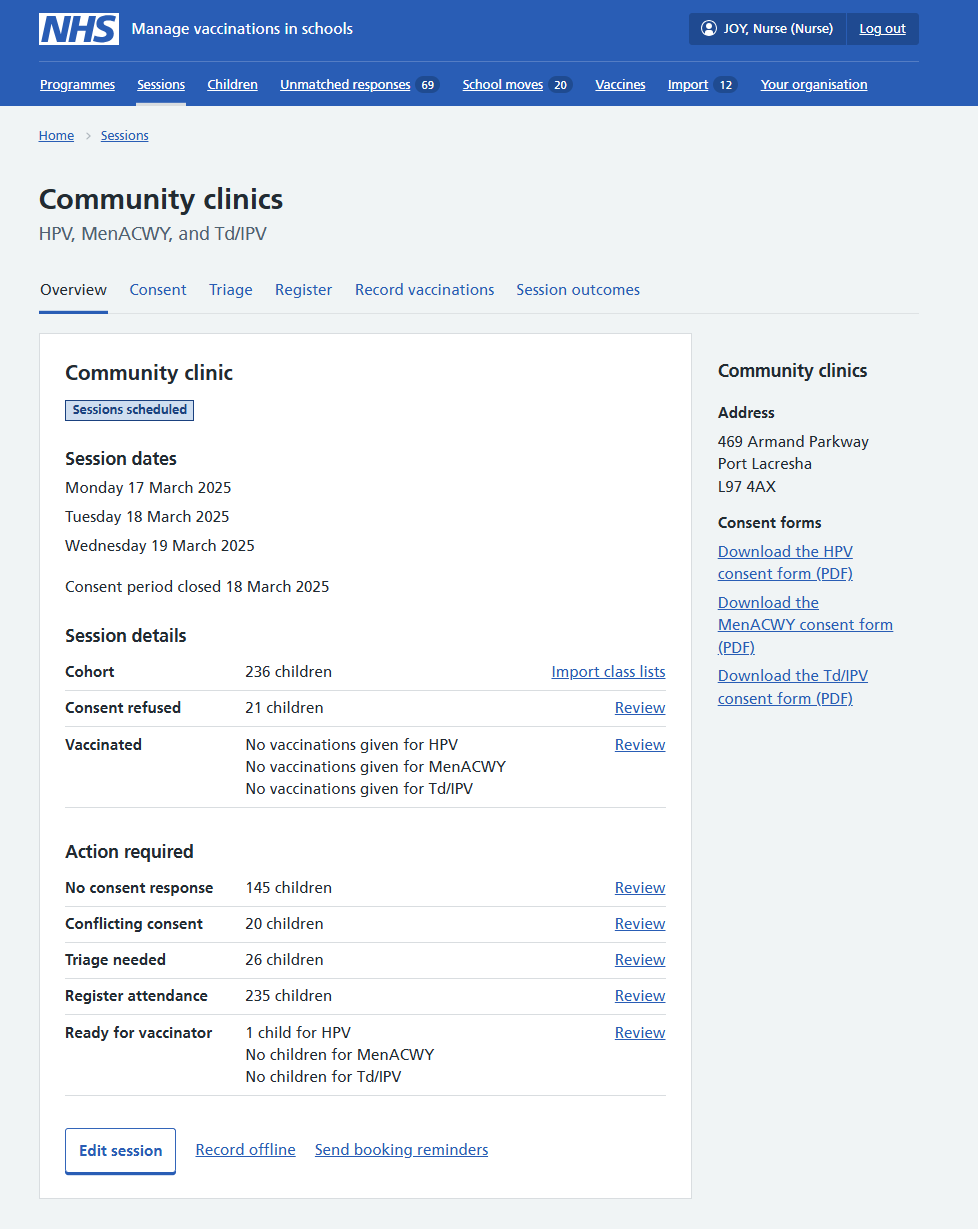 NHS Manage vaccinations in schools JOY, Nurse (Nurse) Log out
Programmes Sessions Children Unmatched responses 69 School moves 20 Vaccines Import 12 Your organisation
Home › Sessions
Community clinics
HPV, MenACWY, and Td/IPV
Overview Consent Triage Register Record vaccinations Session outcomes
Community clinic
Sessions scheduled
Session dates
Monday 17 March 2025
Tuesday 18 March 2025
Wednesday 19 March 2025
Consent period closed 18 March 2025
Session details
Cohort 236 children Import class lists
Consent refused 21 children Review
Vaccinated No vaccinations given for HPV Review
No vaccinations given for MenACWY
No vaccinations given for Td/IPV
Action required
No consent response 145 children Review
Conflicting consent 20 children Review
Triage needed 26 children Review
Register attendance 235 children Review
Ready for vaccinator 1 child for HPV Review
No children for MenACWY
No children for Td/IPV
Edit session Record offline Send booking reminders
Community clinics
Address
469 Armand Parkway
Port Lacresha
L97 4AX
Consent forms
Download the HPV
consent form (PDF)
Download the
MenACWY consent form
(PDF)
Download the Td/IPV
consent form (PDF)